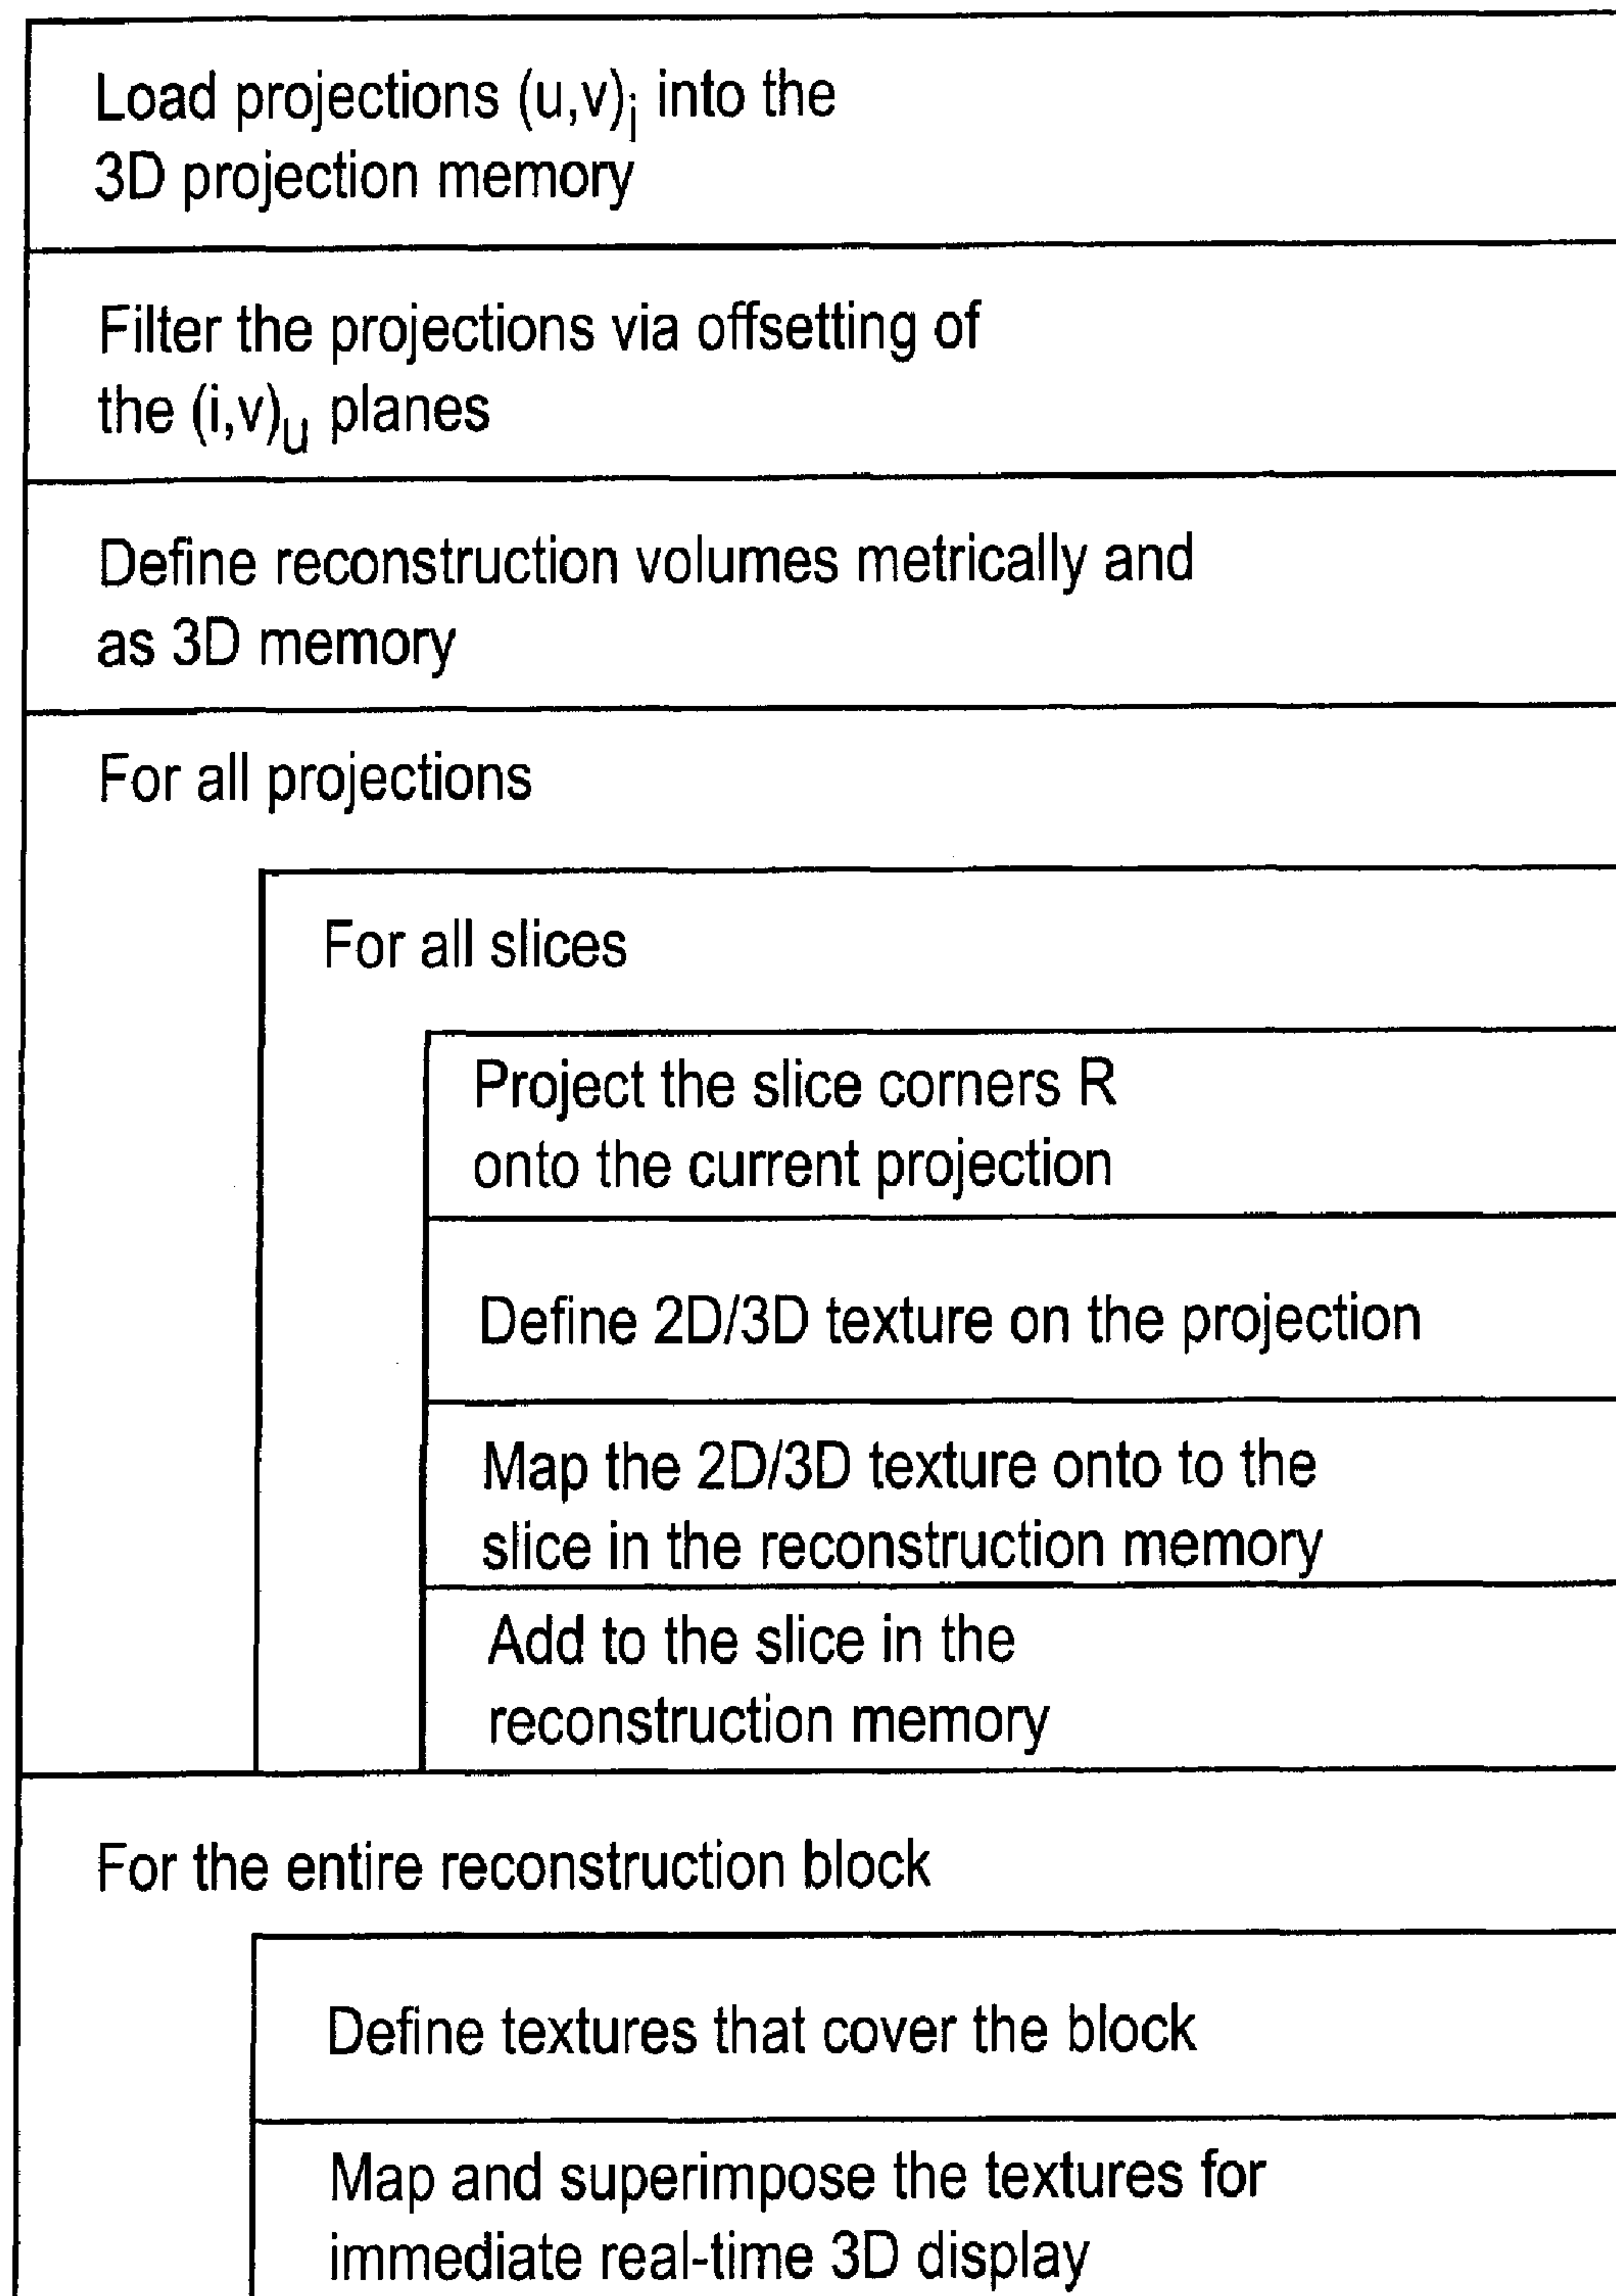 Load projections (u,v)i into the
3D projection memory
Filter the projections via offsetting of
the (i,v)u planes
Define reconstruction volumes metrically and
as 3D memory
For all projections
For all slices
Project the slice corners R
onto the current projection
Define 2D/3D texture on the projection
Map the 2D/3D texture onto to the
slice in the reconstruction memory
Add to the slice in the
reconstruction memory
For the entire reconstruction block
Define textures that cover the block
Map and superimpose the textures for
immediate real-time 3D display